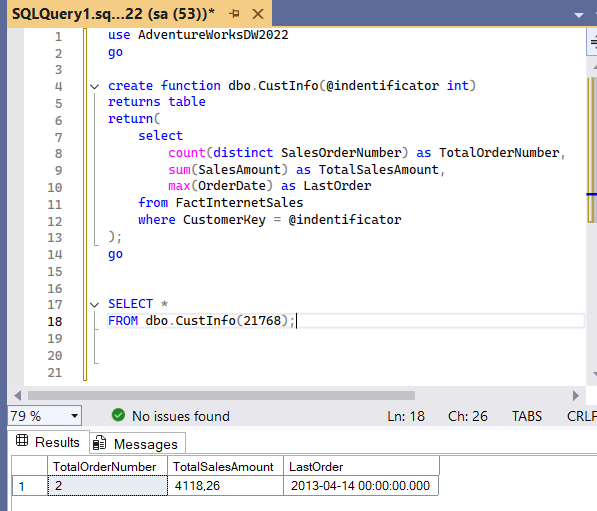 SQLQuery1.sq...22 (sa (53))*
1 use AdventureWorksDW2022
2 go
3
4 create function dbo.CustInfo(@indentificator int)
5 returns table
6 return(
7 select
8 count(distinct SalesOrderNumber) as TotalOrderNumber,
9 sum(SalesAmount) as TotalSalesAmount,
10 max(OrderDate) as LastOrder
11 from FactInternetSales
12 where CustomerKey = @indentificator
13 );
14 go
15
16
17 SELECT *
18 FROM dbo.CustInfo(21768);
19
20
21
79 % No issues found Ln: 18 Ch: 26 TABS CRLF
Results Messages
TotalOrderNumber TotalSalesAmount LastOrder
1 2 4118,26 2013-04-14 00:00:00.000